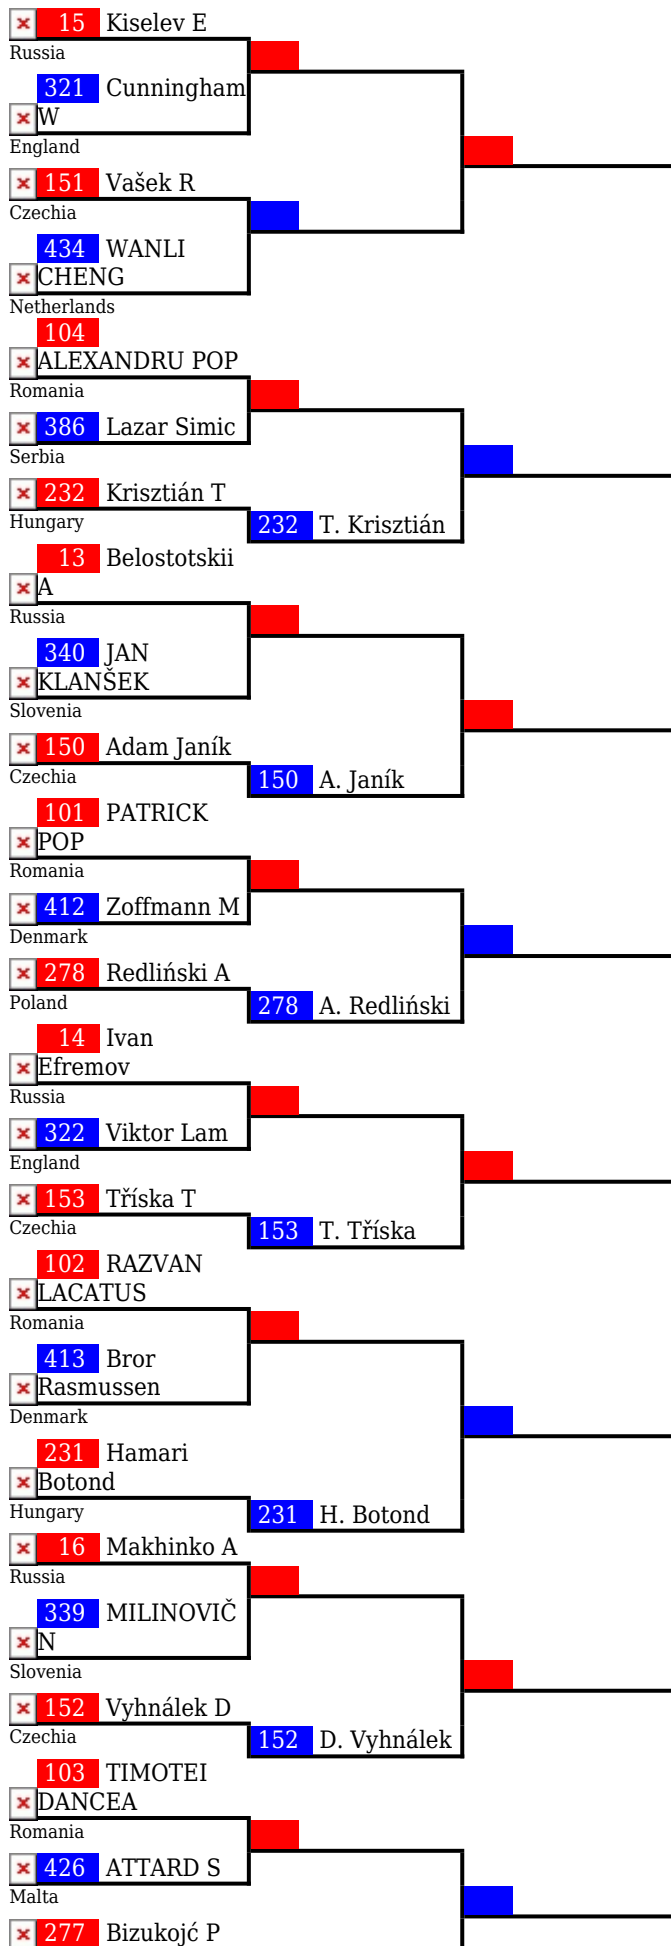 15 Kiselev E
Russia
321 Cunningham
W
England
151 Vašek R
Czechia
434 WANLI
CHENG
Netherlands
104
ALEXANDRU POP
Romania
386 Lazar Simic
Serbia
232 Krisztián T
Hungary
232 T. Krisztián
13 Belostotskii
A
Russia
340 JAN
KLANŠEK
Slovenia
150 Adam Janík
Czechia
150 A. Janík
101 PATRICK
POP
Romania
412 Zoffmann M
Denmark
278 Redliński A
Poland
278 A. Redliński
14 Ivan
Efremov
Russia
322 Viktor Lam
England
153 Tříska T
Czechia
153 T. Tříska
102 RAZVAN
LACATUS
Romania
413 Bror
Rasmussen
Denmark
231 Hamari
Botond
Hungary
231 H. Botond
16 Makhinko A
Russia
339 MILINOVIČ
N
Slovenia
152 Vyhnálek D
Czechia
152 D. Vyhnálek
103 TIMOTEI
DANCEA
Romania
426 ATTARD S
Malta
277 Bizukojć P